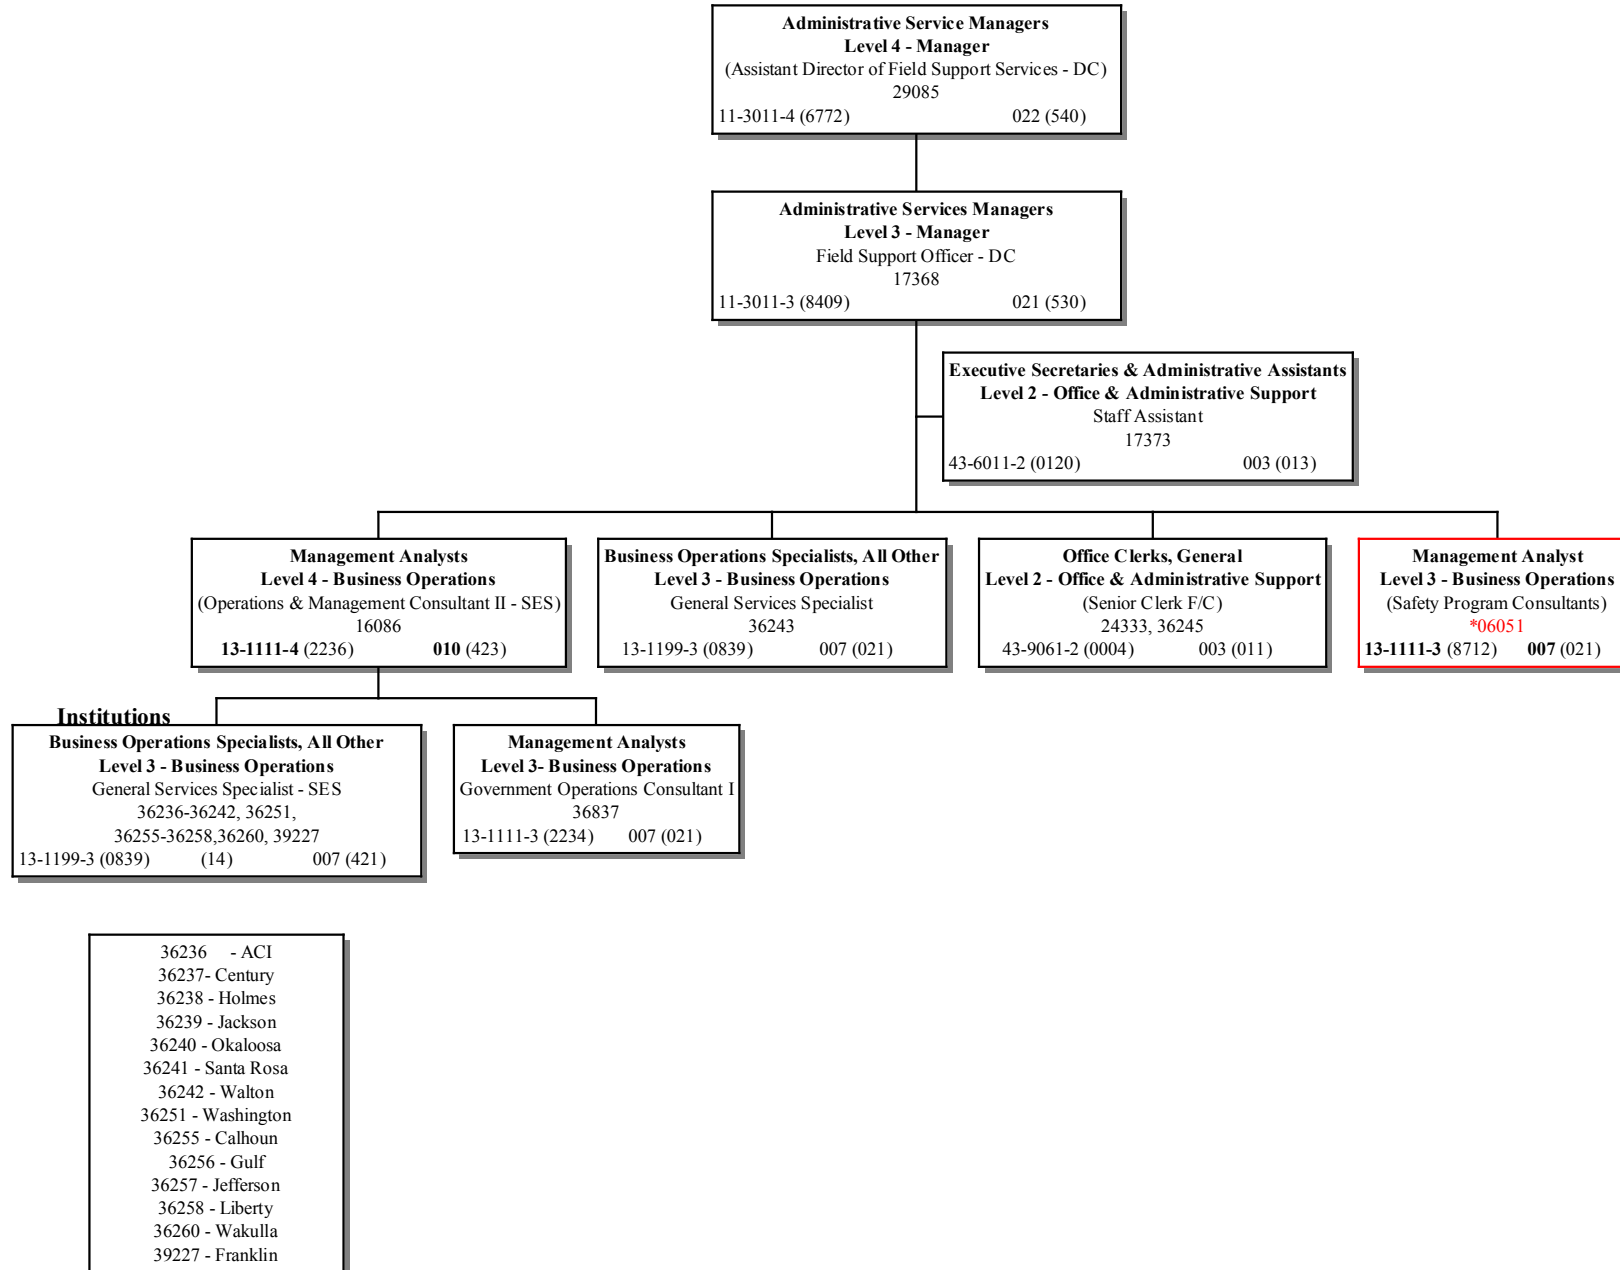 Administrative Service Managers
Level 4 - Manager
(Assistant Director of Field Support Services - DC)
29085
11-3011-4 (6772) 022 (540)
Administrative Services Managers
Level 3 - Manager
Field Support Officer - DC
17368
11-3011-3 (8409) 021 (530)
Executive Secretaries & Administrative Assistants
Level 2 - Office & Administrative Support
Staff Assistant
17373
43-6011-2 (0120) 003 (013)
Management Analysts
Level 4 - Business Operations
(Operations & Management Consultant II - SES)
16086
13-1111-4 (2236) 010 (423)
Business Operations Specialists, All Other
Level 3 - Business Operations
General Services Specialist
36243
13-1199-3 (0839) 007 (021)
Office Clerks, General
Level 2 - Office & Administrative Support
(Senior Clerk F/C)
24333, 36245
43-9061-2 (0004) 003 (011)
Management Analyst
Level 3 - Business Operations
(Safety Program Consultants)
*06051
13-1111-3 (8712) 007 (021)
Institutions
Business Operations Specialists, All Other
Level 3 - Business Operations
General Services Specialist - SES
36236-36242, 36251,
36255-36258,36260, 39227
13-1199-3 (0839) (14) 007 (421)
Management Analysts
Level 3- Business Operations
Government Operations Consultant I
36837
13-1111-3 (2234) 007 (021)
36236 - ACI
36237- Century
36238 - Holmes
36239 - Jackson
36240 - Okaloosa
36241 - Santa Rosa
36242 - Walton
36251 - Washington
36255 - Calhoun
36256 - Gulf
36257 - Jefferson
36258 - Liberty
36260 - Wakulla
39227 - Franklin